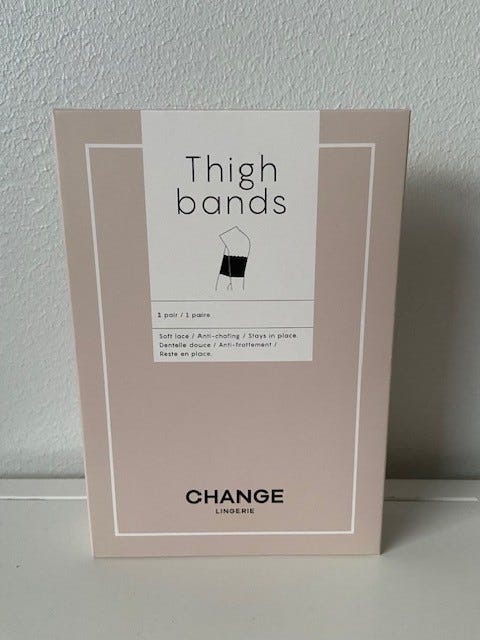 Thigh
bands
1 pair / 1 paire
Soft lace / Anti-chafing / Stays in place.
Dentelle douce / Anti-frottement /
Reste en place.
CHANGE
LINGERIE